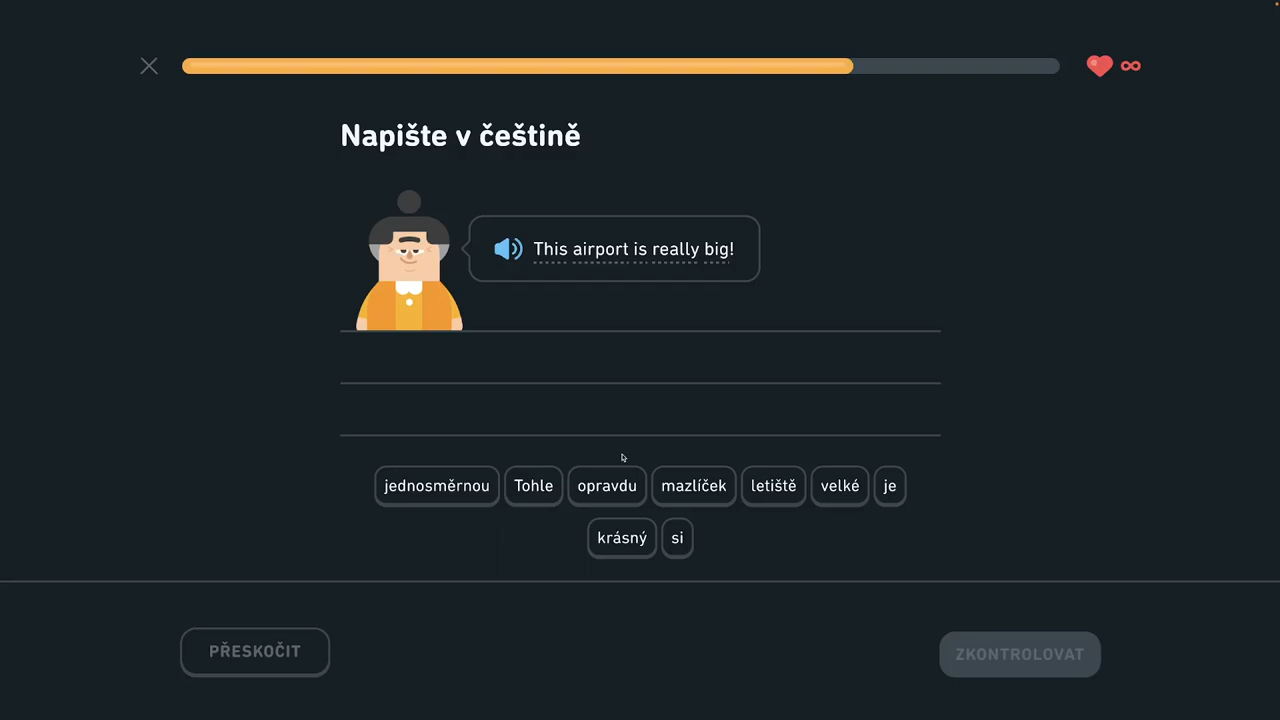 Napište v češtině
This airport is really big!
jednosměrnou Tohle opravdu mazlíček letiště velké je
krásný si
PŘESKOČIT ZKONTROLOVAT